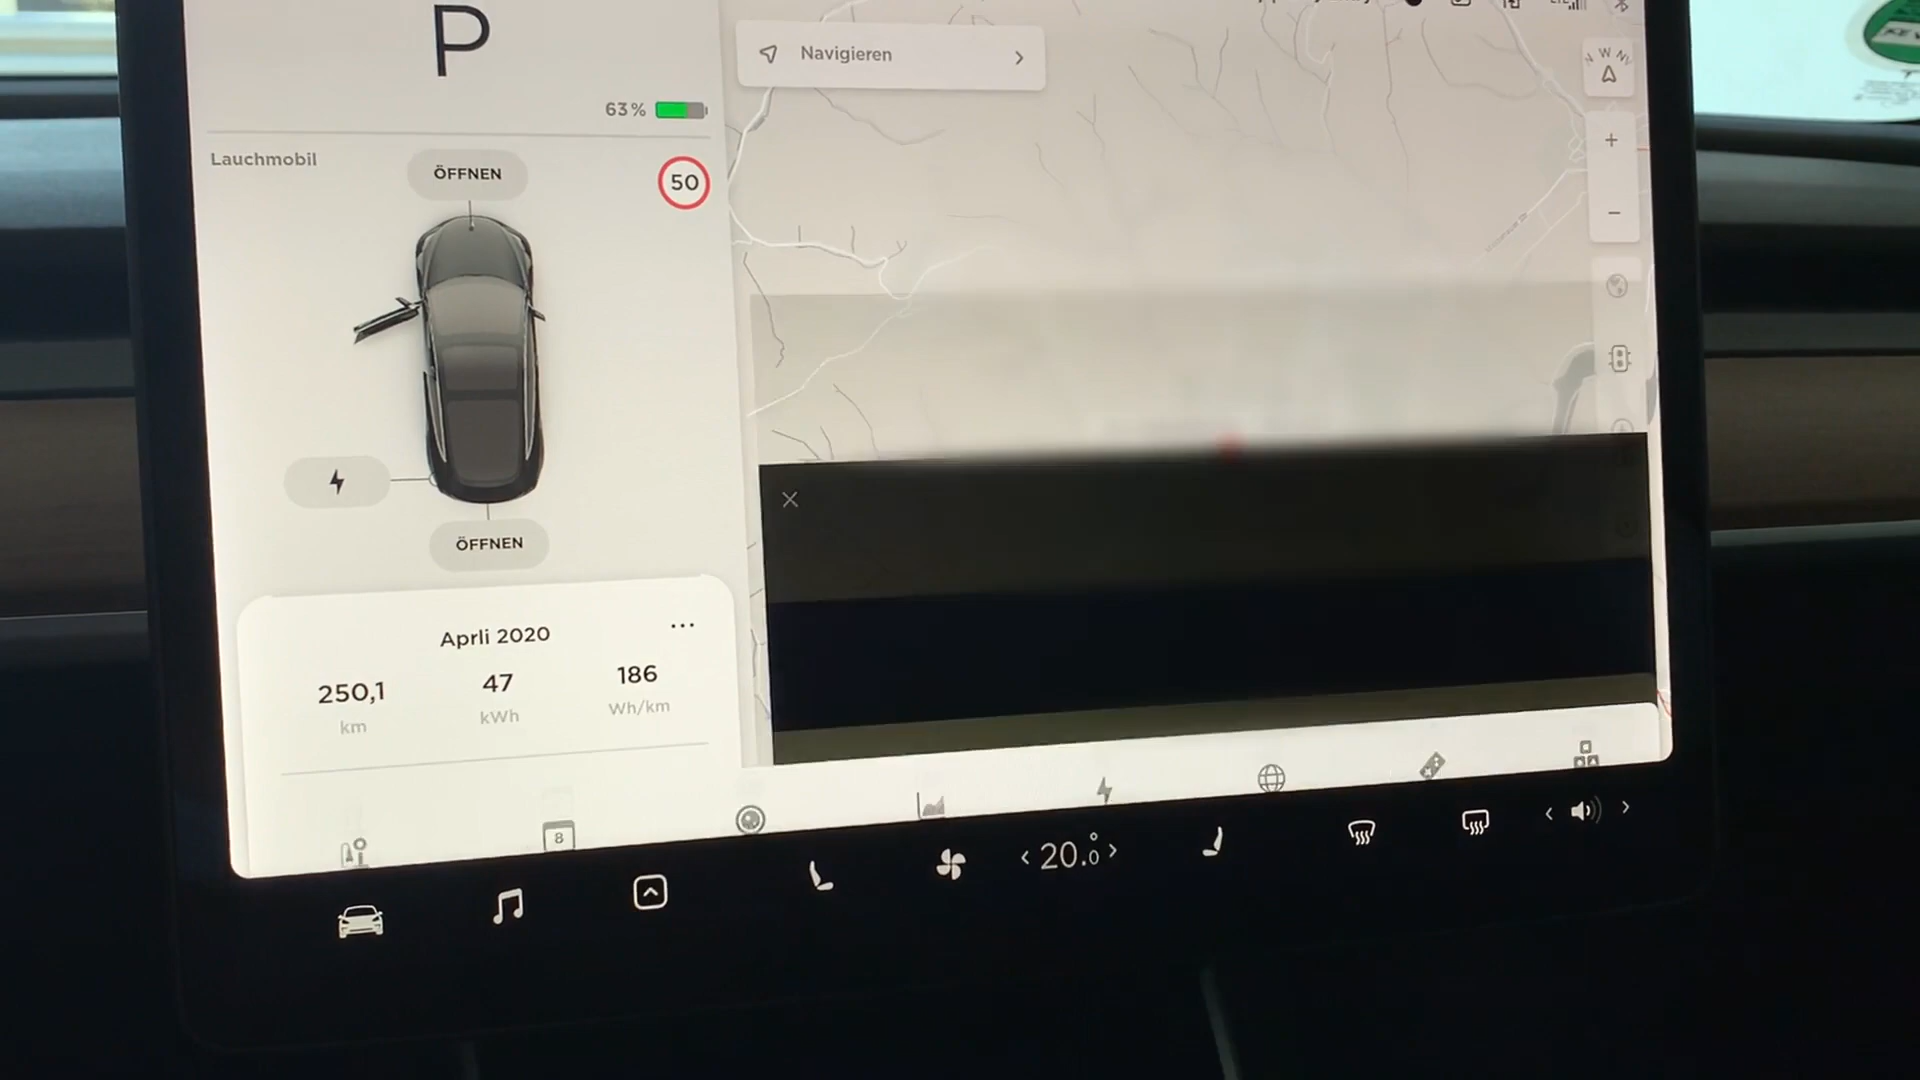 P
Navigieren
N W NW
63%
Lauchmobil
ÖFFNEN
50
ÖFFNEN
Aprli 2020
250,1
47
186
km
kWh
Wh/km
8
20.0°